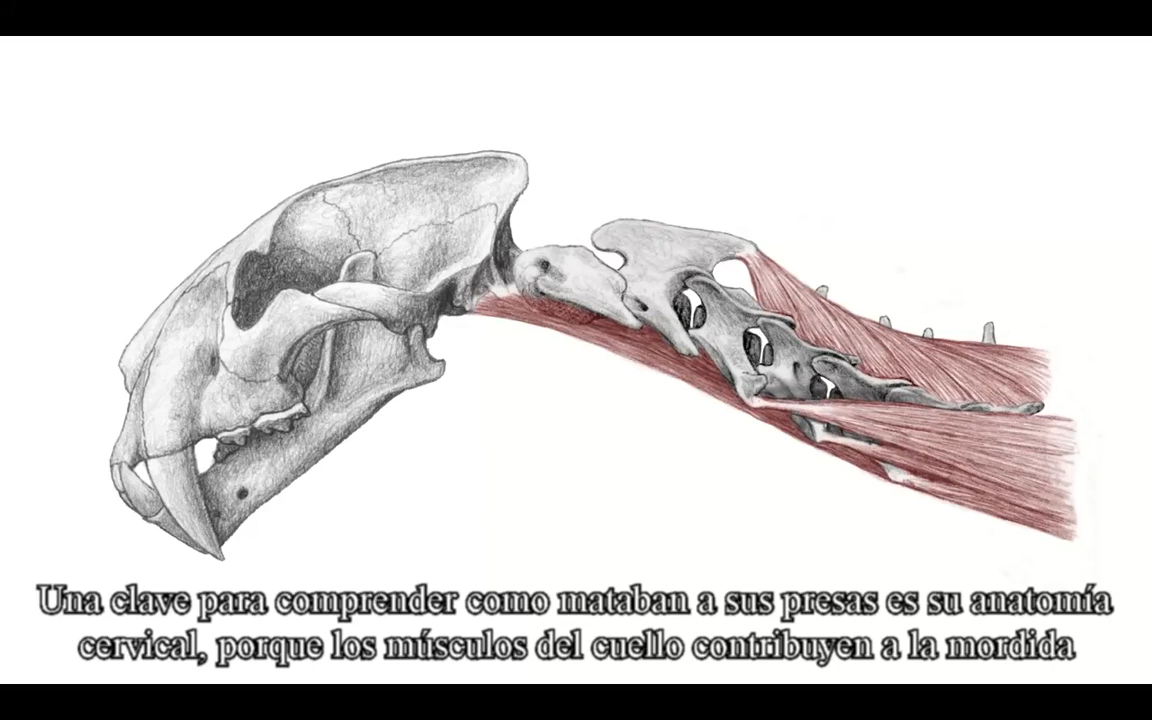 Una clave para comprender como mataban a sus presas es su anatomía
cervical, porque los músculos del cuello contribuyen a la mordida